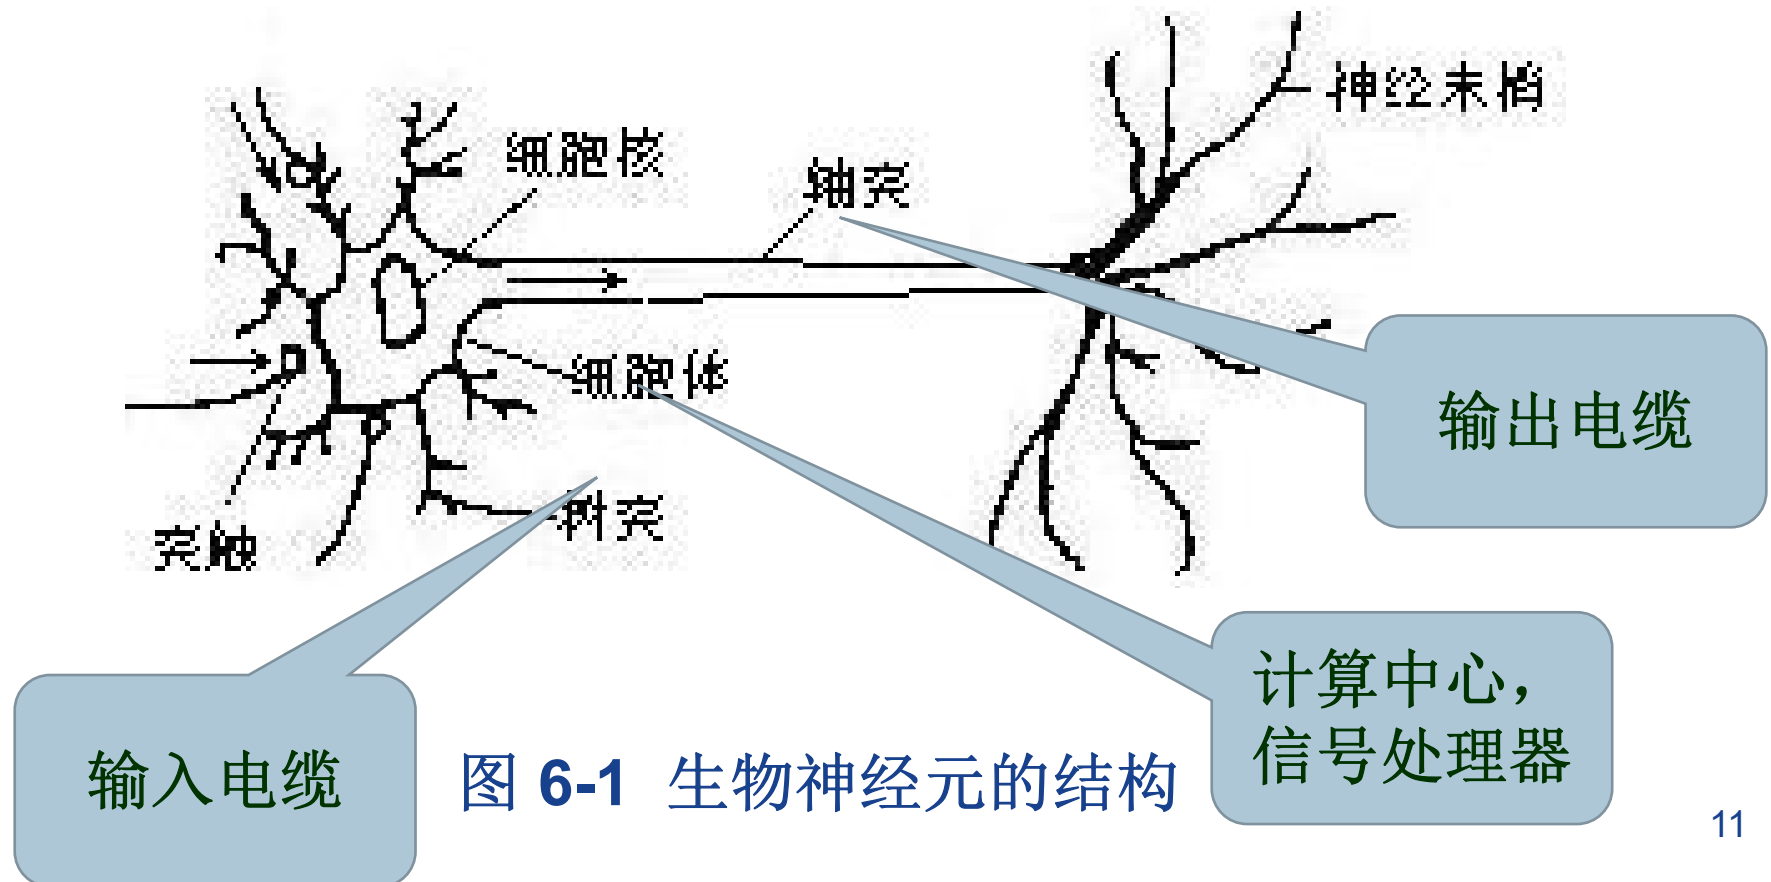 神经末梢
细胞核
轴突
细胞体
输出电缆
树突
突触
计算中心，
信号处理器
输入电缆
图 6-1 生物神经元的结构
11